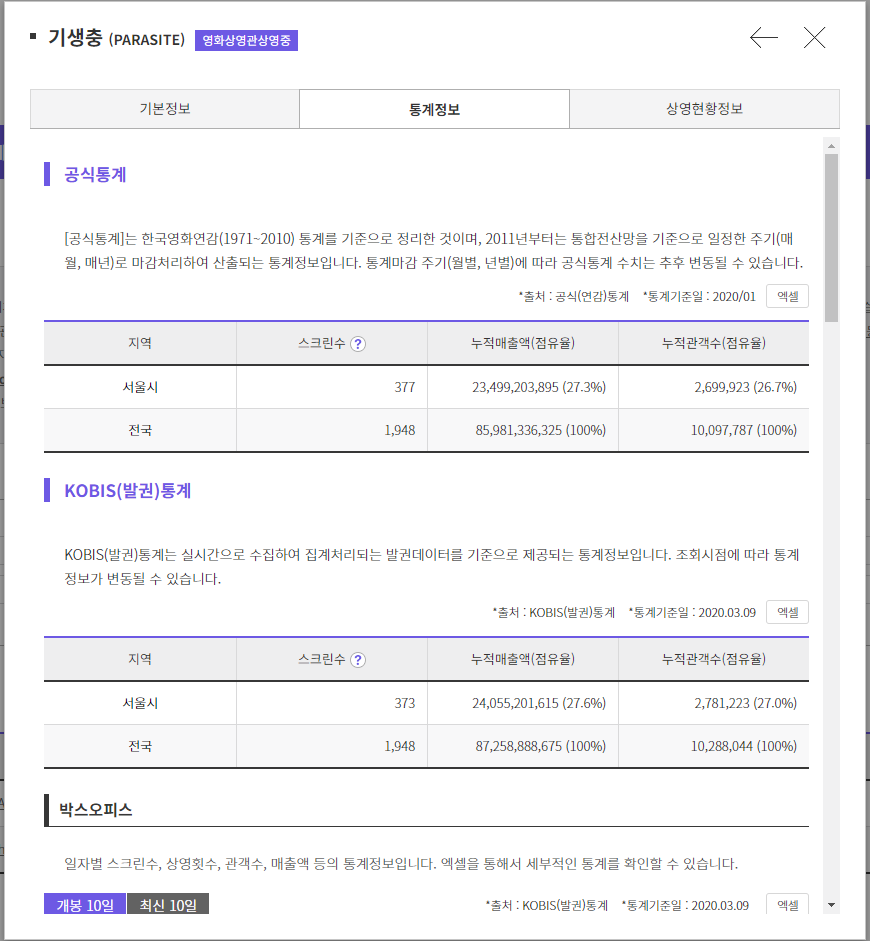 기생충 (PARASITE) 영화상영관상영중
기본정보 통계정보 상영현황정보
공식통계
[공식통계]는 한국영화연감(1971~2010) 통계를 기준으로 정리한 것이며, 2011년부터는 통합전산망을 기준으로 일정한 주기(매
월, 매년)로 마감처리하여 산출되는 통계정보입니다. 통계마감 주기(월별, 년별)에 따라 공식통계 수치는 추후 변동될 수 있습니다.
*출처 : 공식(연감)통계 *통계기준일 : 2020/01 엑셀
지역 스크린수 ? 누적매출액(점유율) 누적관객수(점유율)
서울시 377 23,499,203,895 (27.3%) 2,699,923 (26.7%)
전국 1,948 85,981,336,325 (100%) 10,097,787 (100%)
KOBIS(발권)통계
KOBIS(발권)통계는 실시간으로 수집하여 집계처리되는 발권데이터를 기준으로 제공되는 통계정보입니다. 조회시점에 따라 통계
정보가 변동될 수 있습니다.
*출처 : KOBIS(발권)통계 *통계기준일 : 2020.03.09 엑셀
지역 스크린수 ? 누적매출액(점유율) 누적관객수(점유율)
서울시 373 24,055,201,615 (27.6%) 2,781,223 (27.0%)
전국 1,948 87,258,888,675 (100%) 10,288,044 (100%)
박스오피스
일자별 스크린수, 상영횟수, 관객수, 매출액 등의 통계정보입니다. 엑셀을 통해서 세부적인 통계를 확인할 수 있습니다.
개봉 10일 최신 10일 *출처 : KOBIS(발권)통계 *통계기준일 : 2020.03.09 엑셀